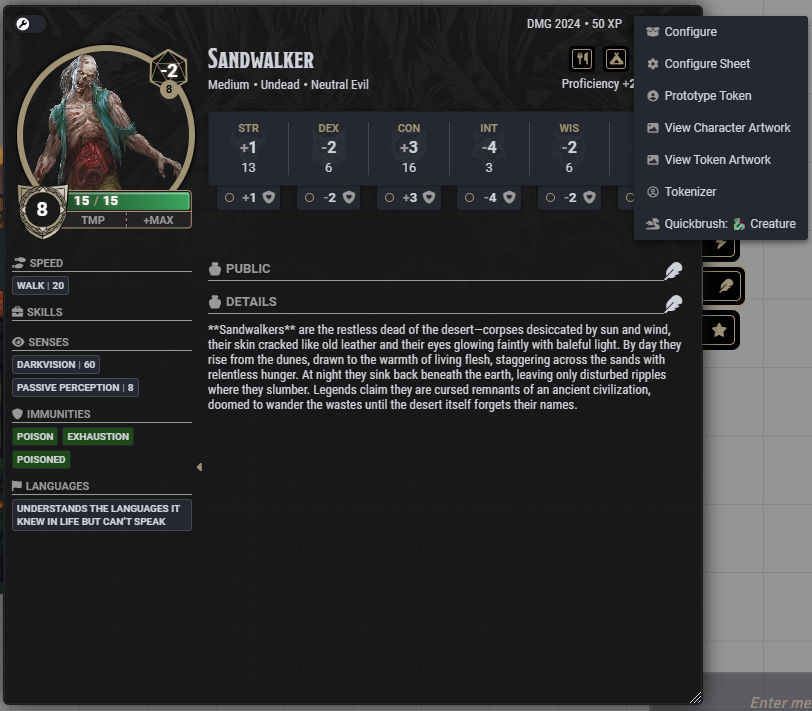 DMG 2024 • 50 XP
SANDWALKER
Medium • Undead • Neutral Evil
Proficiency +2
-2
8
8
15 / 15
TMP +MAX
STR DEX CON INT WIS
+1 -2 +3 -4 -2
13 6 16 3 6
+1 -2 +3 -4 -2
SPEED
WALK | 20
SKILLS
SENSES
DARKVISION | 60
PASSIVE PERCEPTION | 8
IMMUNITIES
POISON EXHAUSTION
POISONED
LANGUAGES
UNDERSTANDS THE LANGUAGES IT
KNEW IN LIFE BUT CAN'T SPEAK
PUBLIC
DETAILS
**Sandwalkers** are the restless dead of the desert—corpses desiccated by sun and wind,
their skin cracked like old leather and their eyes glowing faintly with baleful light. By day they
rise from the dunes, drawn to the warmth of living flesh, staggering across the sands with
relentless hunger. At night they sink back beneath the earth, leaving only disturbed ripples
where they slumber. Legends claim they are cursed remnants of an ancient civilization,
doomed to wander the wastes until the desert itself forgets their names.
Configure
Configure Sheet
Prototype Token
View Character Artwork
View Token Artwork
Tokenizer
Quickbrush: Creature
Enter me